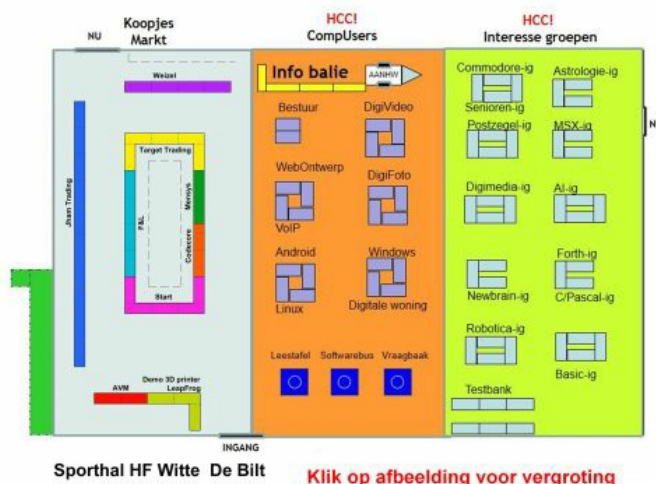 Koopjes
Markt
NU
Weizel
Jham Trading
Target Trading
P&L
Mensys
Codecore
Start
Demo 3D printer
AVM
LeapFrog
INGANG
HCC!
CompUsers
Info balie
AANHW
Bestuur
DigiVideo
WebOntwerp
DigiFoto
VoIP
Android
Windows
Linux
Digitale woning
Leestafel
Softwarebus
Vraagbaak
HCC!
Interesse groepen
Commodore-ig
Astrologie-ig
Senioren-ig
Postzegel-ig
MSX-ig
Digimedia-ig
AI-ig
Forth-ig
Newbrain-ig
C/Pascal-ig
Robotica-ig
Basic-ig
Testbank
Sporthal HF Witte De Bilt
Klik op afbeelding voor vergroting